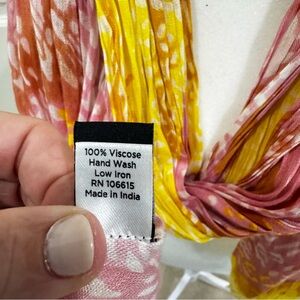 100% Viscose
Hand Wash
Low Iron
RN 106615
Made in India